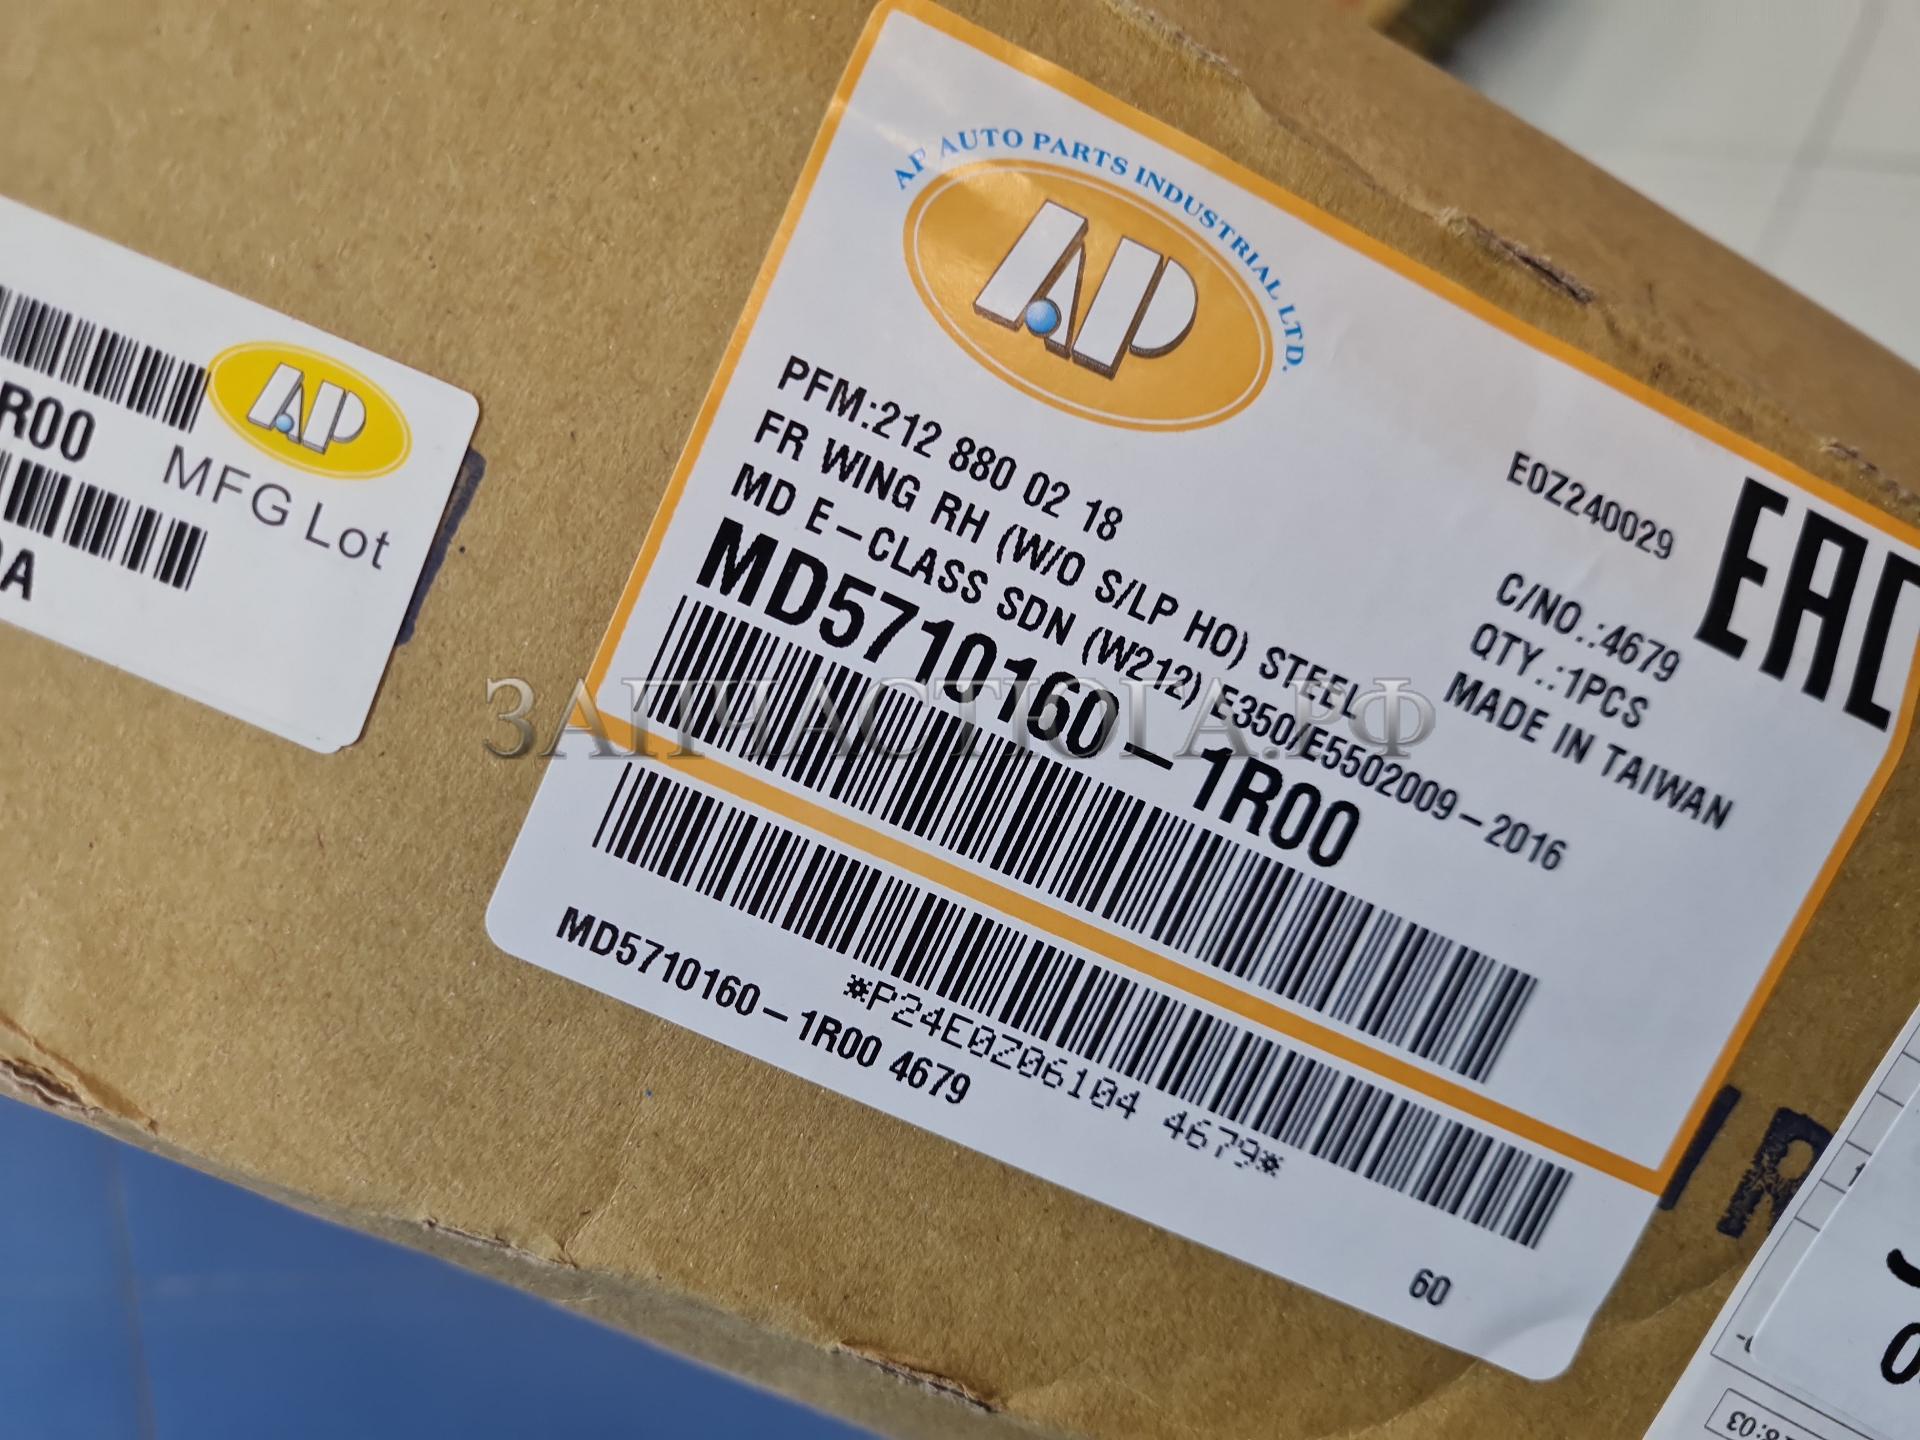 AP AUTO PARTS INDUSTRIAL LTD.
AP
PFM:212 880 02 18
FR WING RH (W/O S/LP HO) STEEL
MD E-CLASS SDN (W212) E350/E5502009-2016
MD5710160-1R00
E0Z240029
C/NO.:4679
QTY.:1PCS
MADE IN TAIWAN
EAC
*P24E0Z06104 4679*
MD5710160-1R00 4679
60
AP
R00
MFG Lot
A
ЗАПЧАСТЮГА.РФ